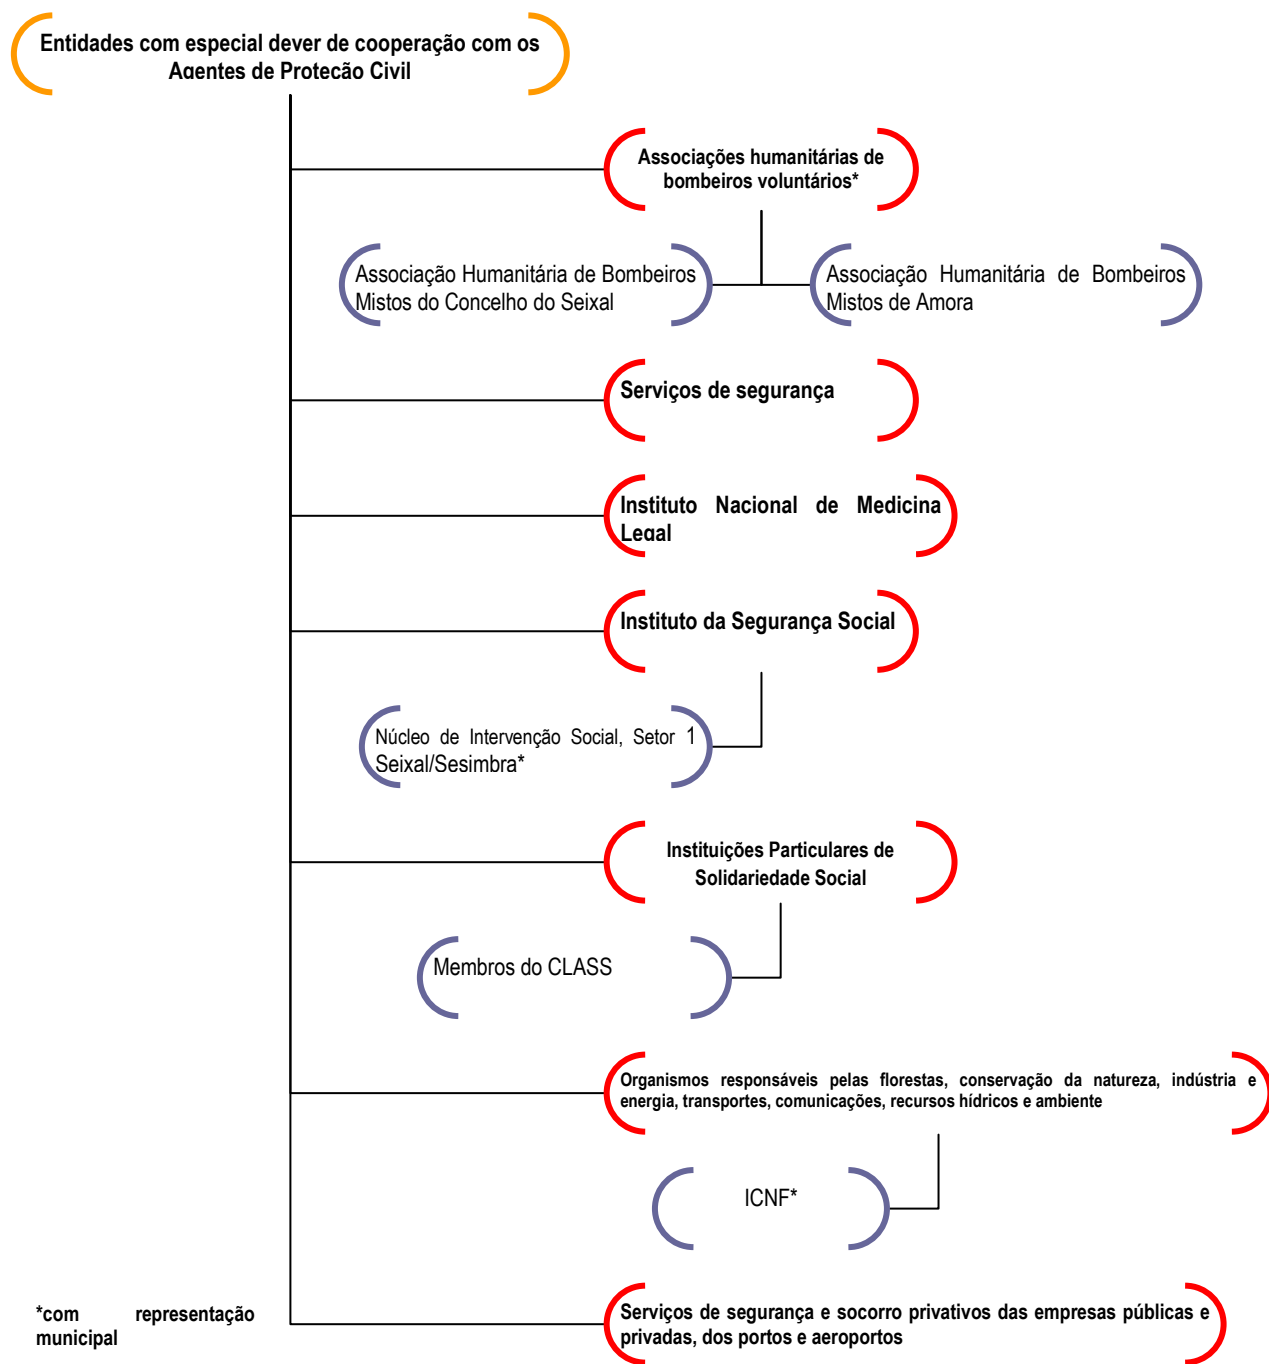 Entidades com especial dever de cooperação com os
Agentes de Proteção Civil
Associações humanitárias de
bombeiros voluntários*
Associação Humanitária de Bombeiros
Mistos do Concelho do Seixal
Associação Humanitária de Bombeiros
Mistos de Amora
Serviços de segurança
Instituto Nacional de Medicina
Legal
Instituto da Segurança Social
Núcleo de Intervenção Social, Setor 1
Seixal/Sesimbra*
Instituições Particulares de
Solidariedade Social
Membros do CLASS
Organismos responsáveis pelas florestas, conservação da natureza, indústria e
energia, transportes, comunicações, recursos hídricos e ambiente
ICNF*
Serviços de segurança e socorro privativos das empresas públicas e
privadas, dos portos e aeroportos
*com representação
municipal